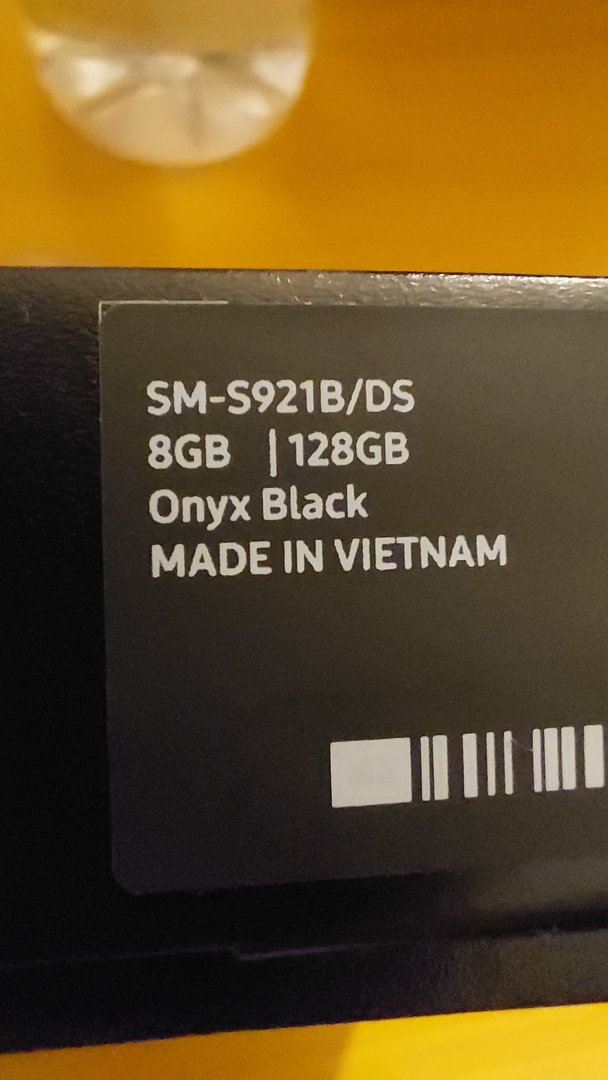 SM-S921B/DS
8GB | 128GB
Onyx Black
MADE IN VIETNAM